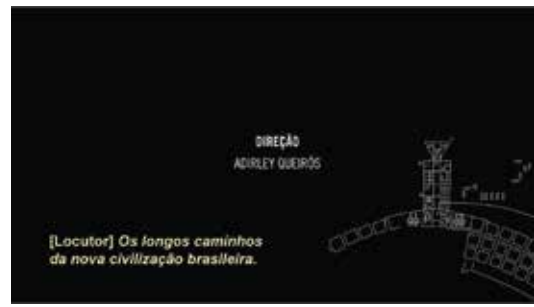 DIREÇÃO
ADIRLEY QUEIRÓS
[Locutor] Os longos caminhos
da nova civilização brasileira.